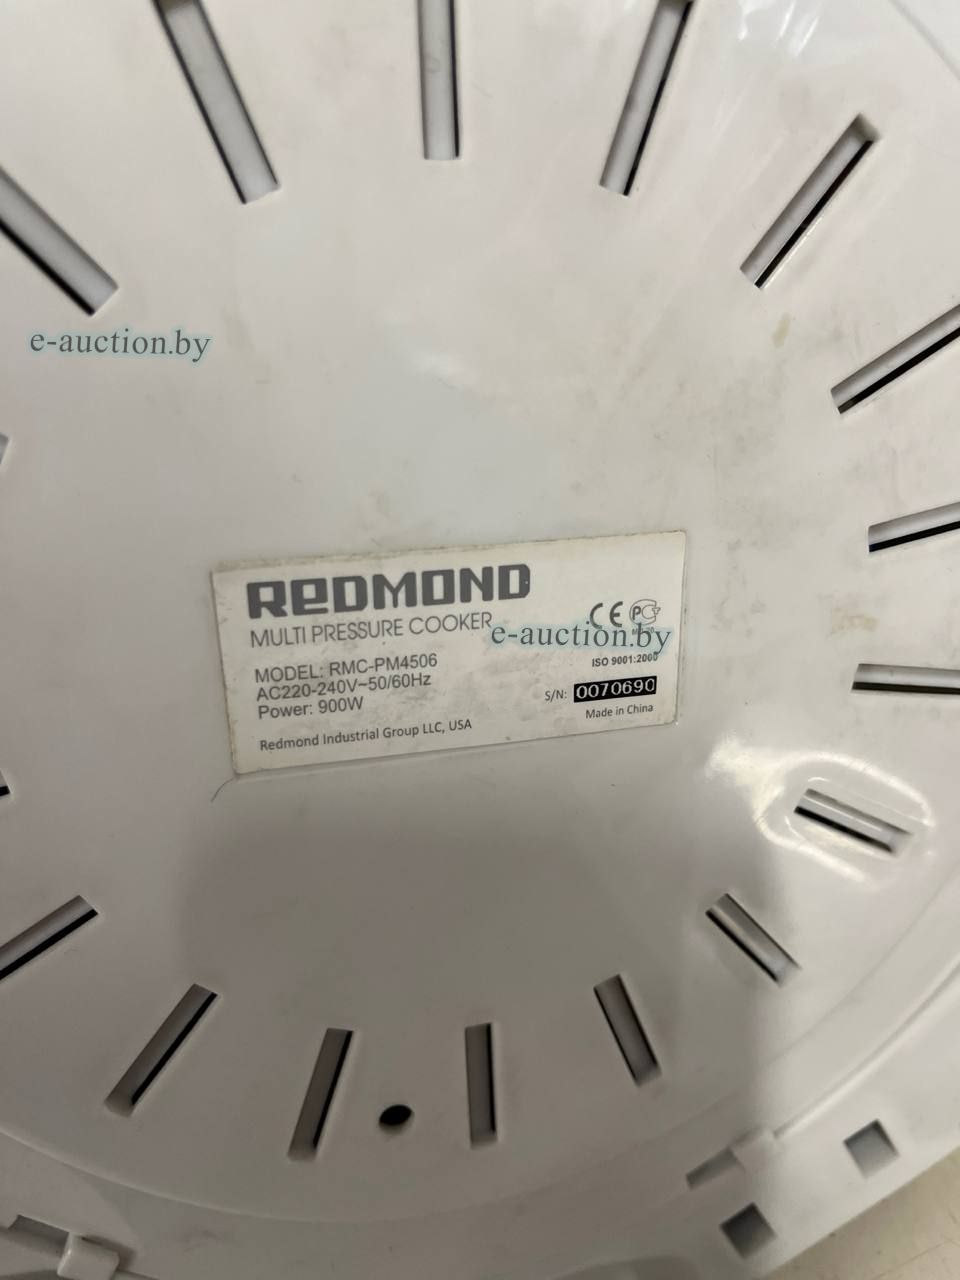 e-auction.by
REDMOND
MULTI PRESSURE COOKER
e-auction.by
MODEL: RMC-PM4506
AC220-240V~50/60Hz
Power: 900W
Redmond Industrial Group LLC, USA
CE PC
ISO 9001:2000
S/N: 0070690
Made in China